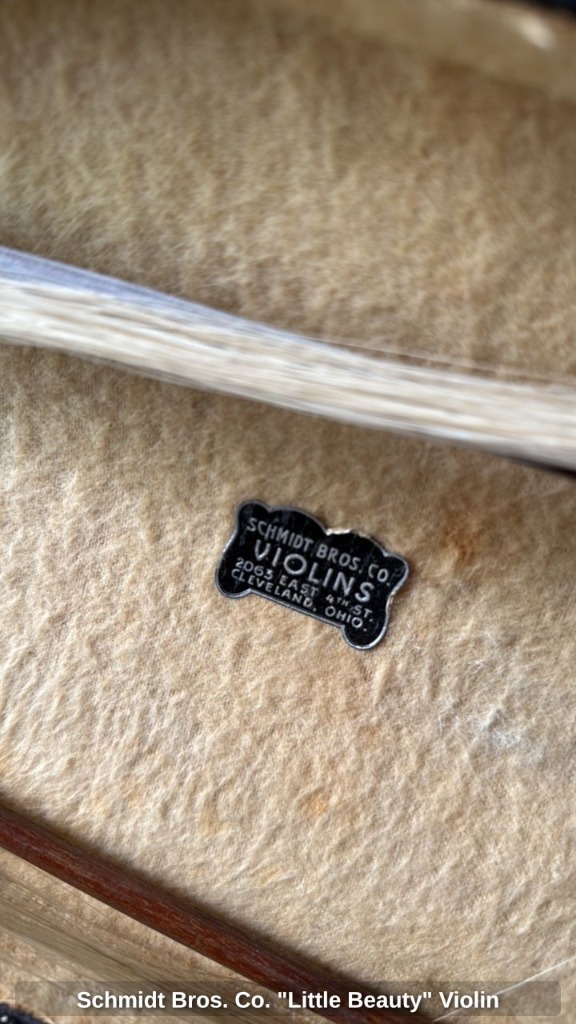 SCHMIDT BROS. CO.
VIOLINS
2063 EAST 4TH ST.
CLEVELAND, OHIO.
Schmidt Bros. Co. "Little Beauty" Violin